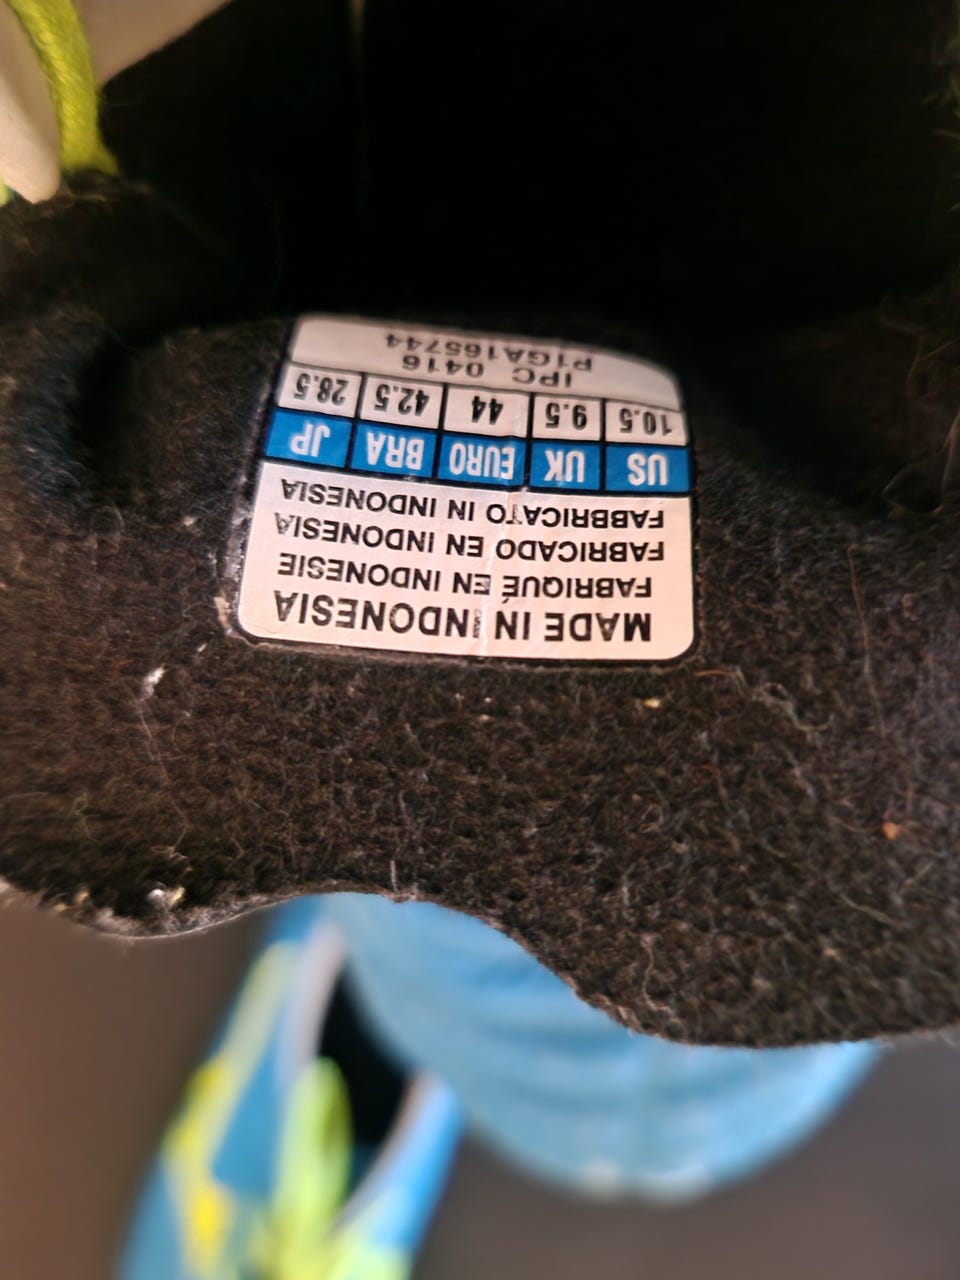 MADE IN INDONESIA
FABRIQUÉ EN INDONESIE
FABRICADO EN INDONESIA
FABBRICATO IN INDONESIA
US UK EURO BRA JP
10.5 9.5 44 42.5 28.5
IPC 0416
P1GA165744